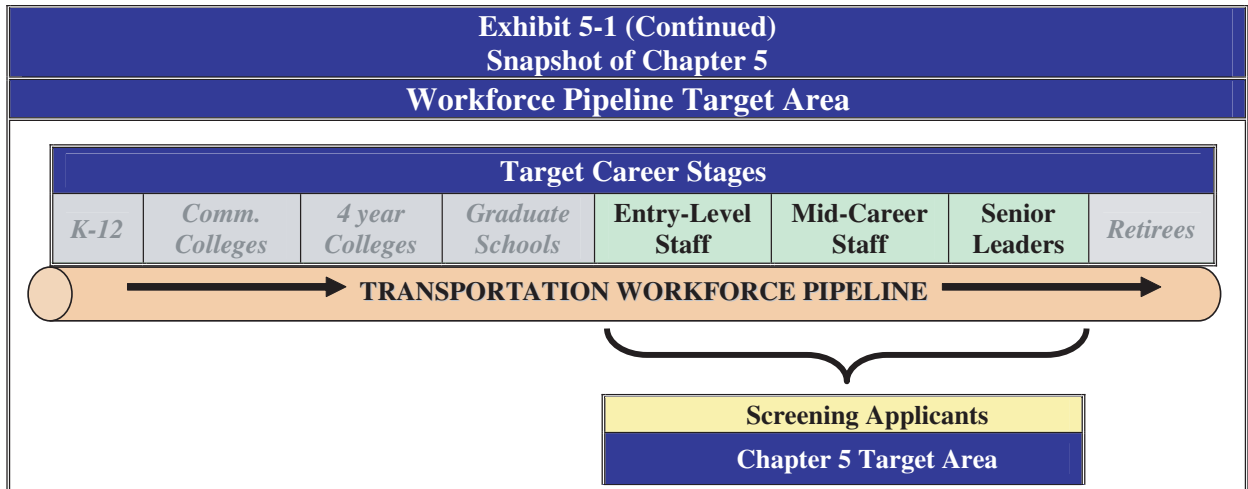 Exhibit 5-1 (Continued)
Snapshot of Chapter 5
Workforce Pipeline Target Area
Target Career Stages
K-12
Comm.
Colleges
4 year
Colleges
Graduate
Schools
Entry-Level
Staff
Mid-Career
Staff
Senior
Leaders
Retirees
TRANSPORTATION WORKFORCE PIPELINE
Screening Applicants
Chapter 5 Target Area